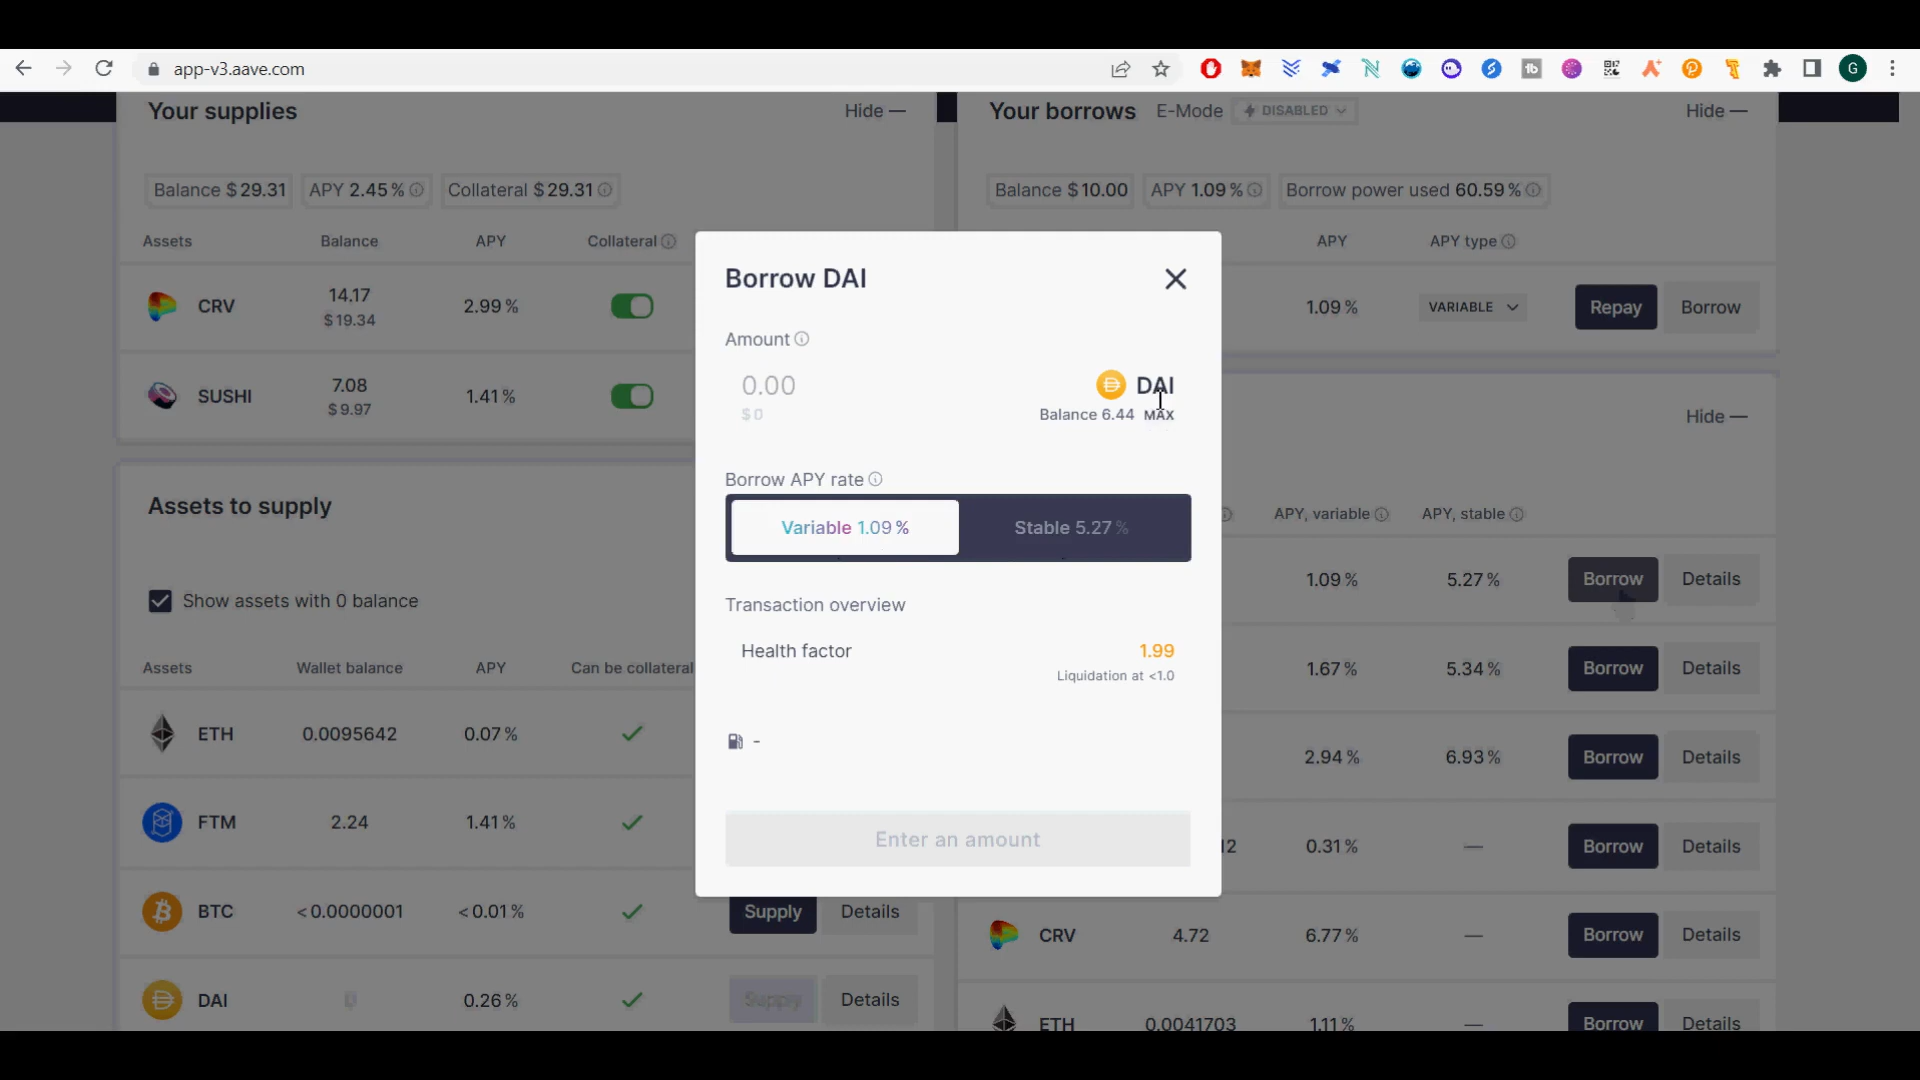 app-v3.aave.com
G
Your supplies
Hide —
Balance $ 29.31
APY 2.45 %
Collateral $ 29.31
Assets
Balance
APY
Collateral
CRV
14.17
$ 19.34
2.99 %
SUSHI
7.08
$ 9.97
1.41 %
Assets to supply
Show assets with 0 balance
Assets
Wallet balance
APY
Can be collateral
ETH
0.0095642
0.07 %
FTM
2.24
1.41 %
BTC
<0.0000001
<0.01 %
Supply
Details
DAI
0
0.26 %
Supply
Details
Borrow DAI
Amount
0.00
DAI
$ 0
Balance 6.44 MAX
Borrow APY rate
Variable 1.09 %
Stable 5.27 %
Transaction overview
Health factor
1.99
Liquidation at <1.0
-
Enter an amount
Your borrows
E-Mode
DISABLED
Hide —
Balance $ 10.00
APY 1.09 %
Borrow power used 60.59 %
APY
APY type
1.09 %
VARIABLE
Repay
Borrow
Hide —
APY, variable
APY, stable
1.09 %
5.27 %
Borrow
Details
1.67 %
5.34 %
Borrow
Details
2.94 %
6.93 %
Borrow
Details
12
0.31 %
—
Borrow
Details
CRV
4.72
6.77 %
—
Borrow
Details
ETH
0.0041703
1.11 %
—
Borrow
Details